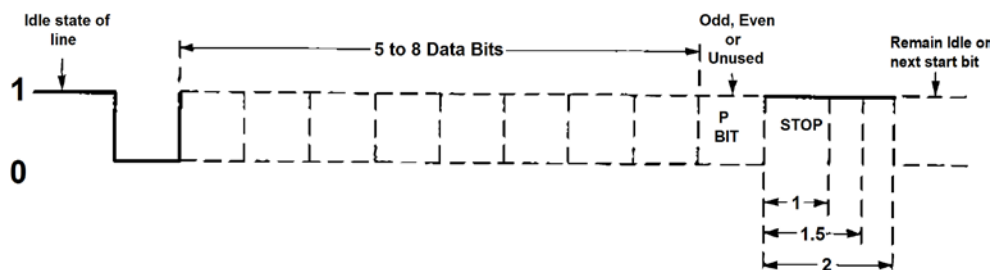 Idle state of
line
5 to 8 Data Bits
Odd, Even
or
Unused
Remain Idle or
next start bit
1
0
P
BIT
STOP
1
1.5
2